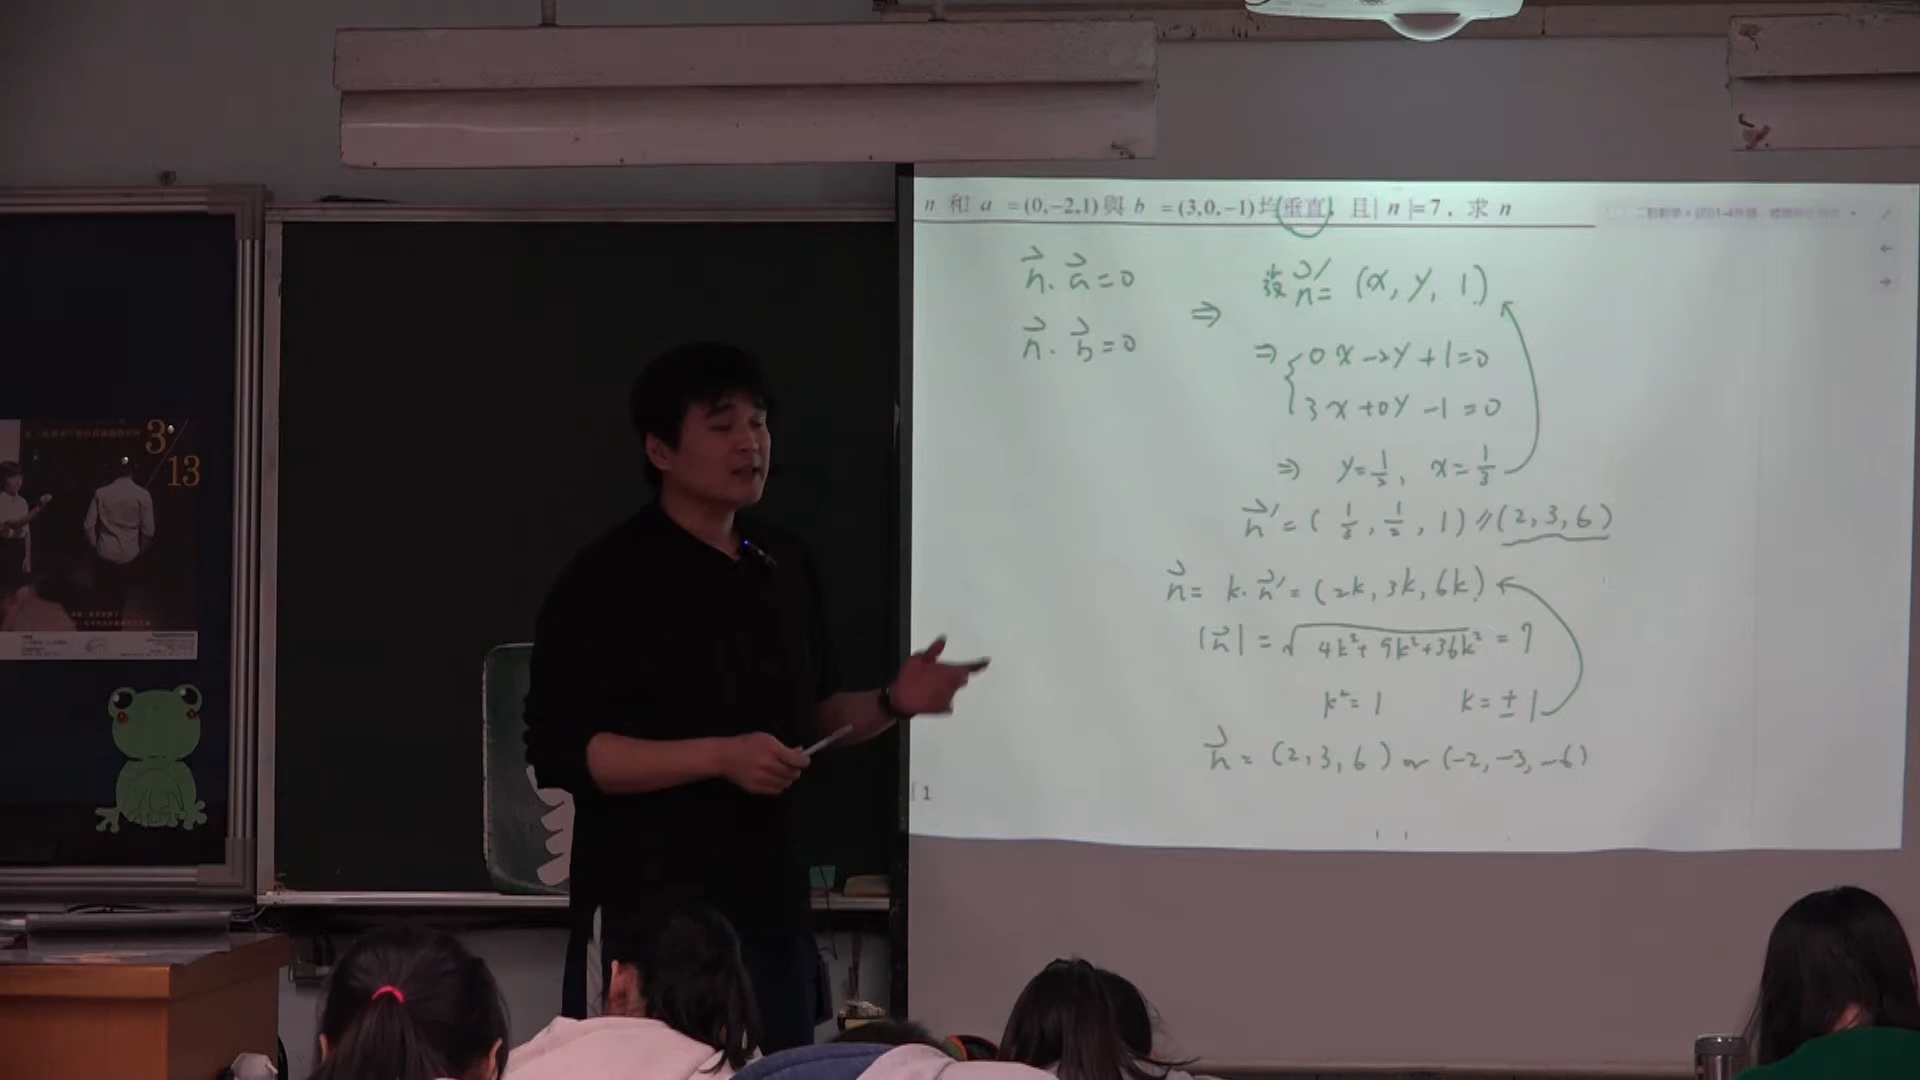 n 和 a =(0,−2,1)與 b =(3,0,−1)均垂直, 且| n |=7, 求 n
n⃗ · a⃗ = 0
n⃗ · b⃗ = 0
⇒ 設 n⃗' = (x, y, 1)
⇒ { 0x − 2y + 1 = 0
3x + 0y − 1 = 0
⇒ y = 1/2, x = 1/3
n⃗' = ( 1/3, 1/2, 1) // (2, 3, 6)
n⃗ = k · n⃗' = (2k, 3k, 6k)
|n⃗| = √(4k²+9k²+36k²) = 7
k² = 1 k = ± 1
n⃗ = (2, 3, 6) or (−2, −3, −6)
1
3/13